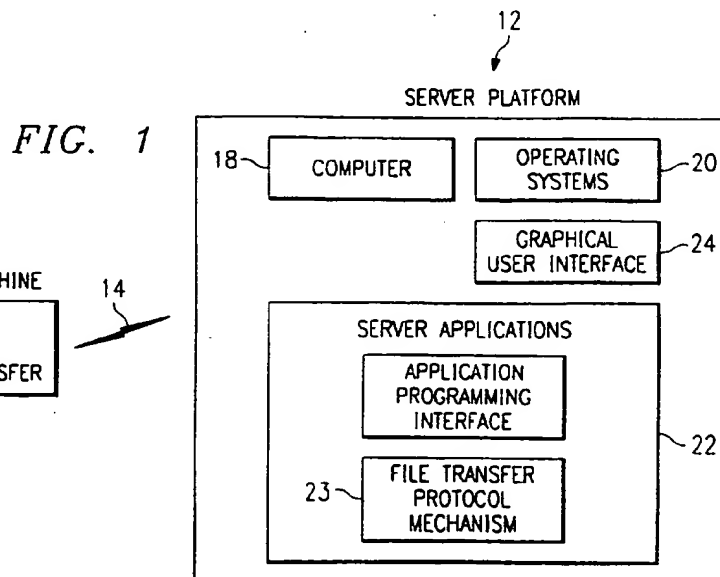 12
SERVER PLATFORM
FIG. 1
18
COMPUTER
OPERATING
SYSTEMS
20
GRAPHICAL
USER INTERFACE
24
HINE
14
SFER
SERVER APPLICATIONS
APPLICATION
PROGRAMMING
INTERFACE
22
23
FILE TRANSFER
PROTOCOL
MECHANISM